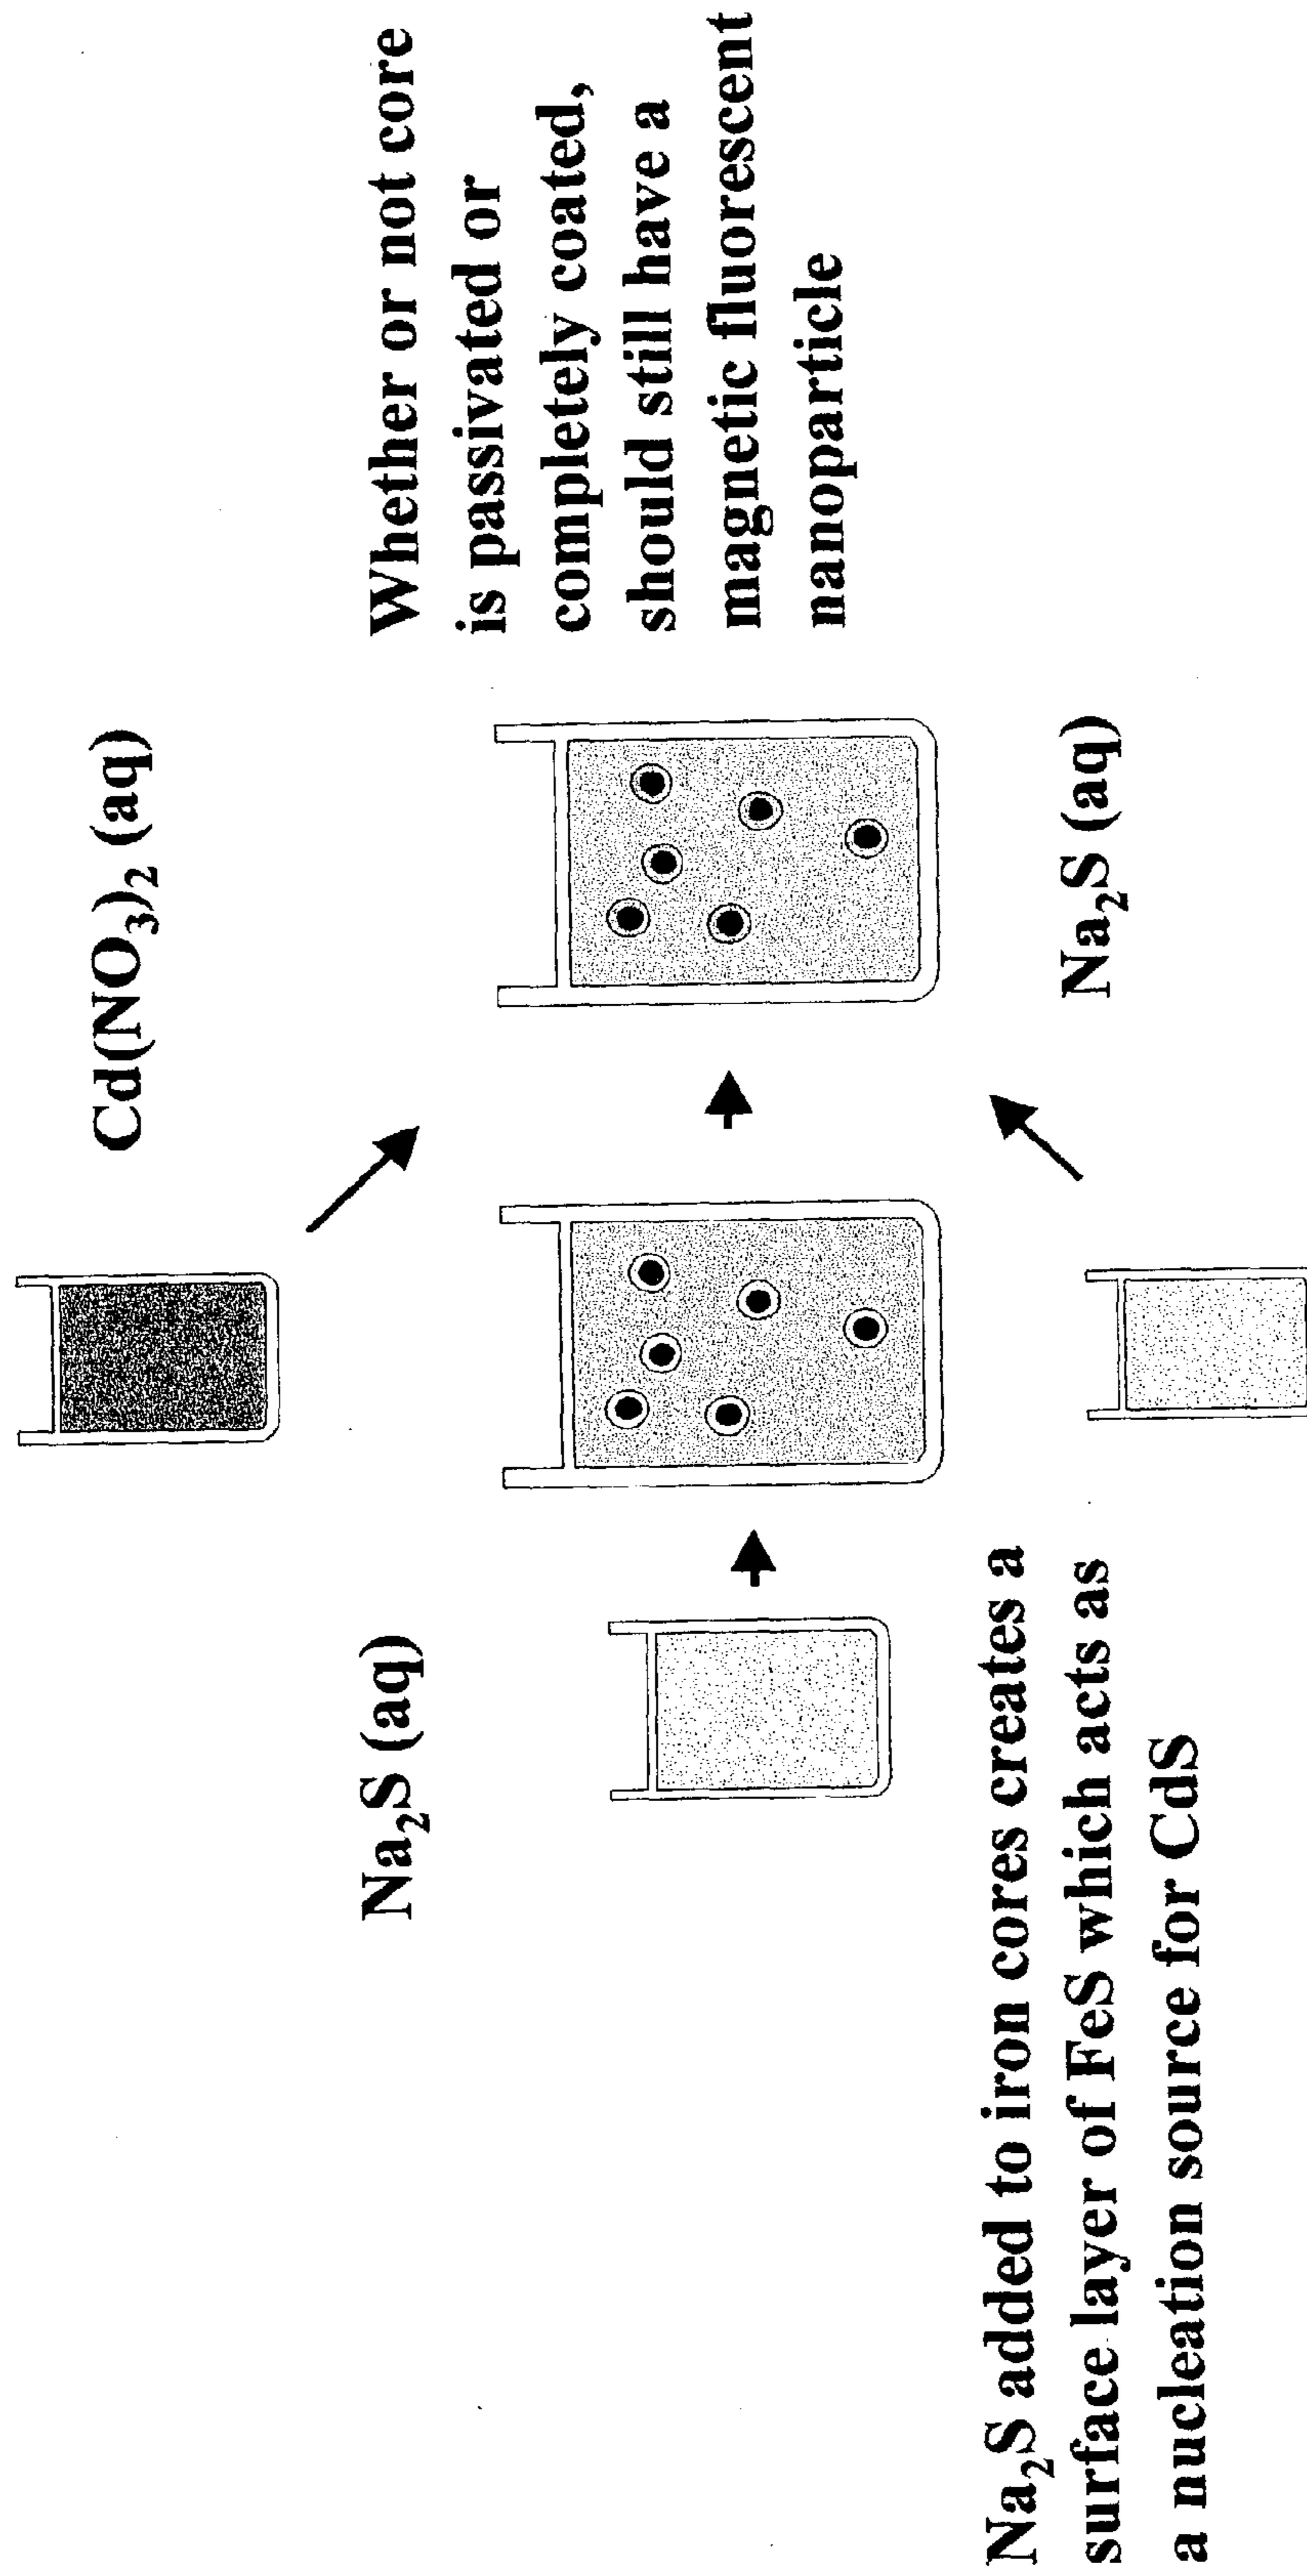 Cd(NO₃)₂ (aq)
Na₂S (aq)
Whether or not core
is passivated or
completely coated,
should still have a
magnetic fluorescent
nanoparticle
Na₂S added to iron cores creates a
surface layer of FeS which acts as
a nucleation source for CdS
Na₂S (aq)